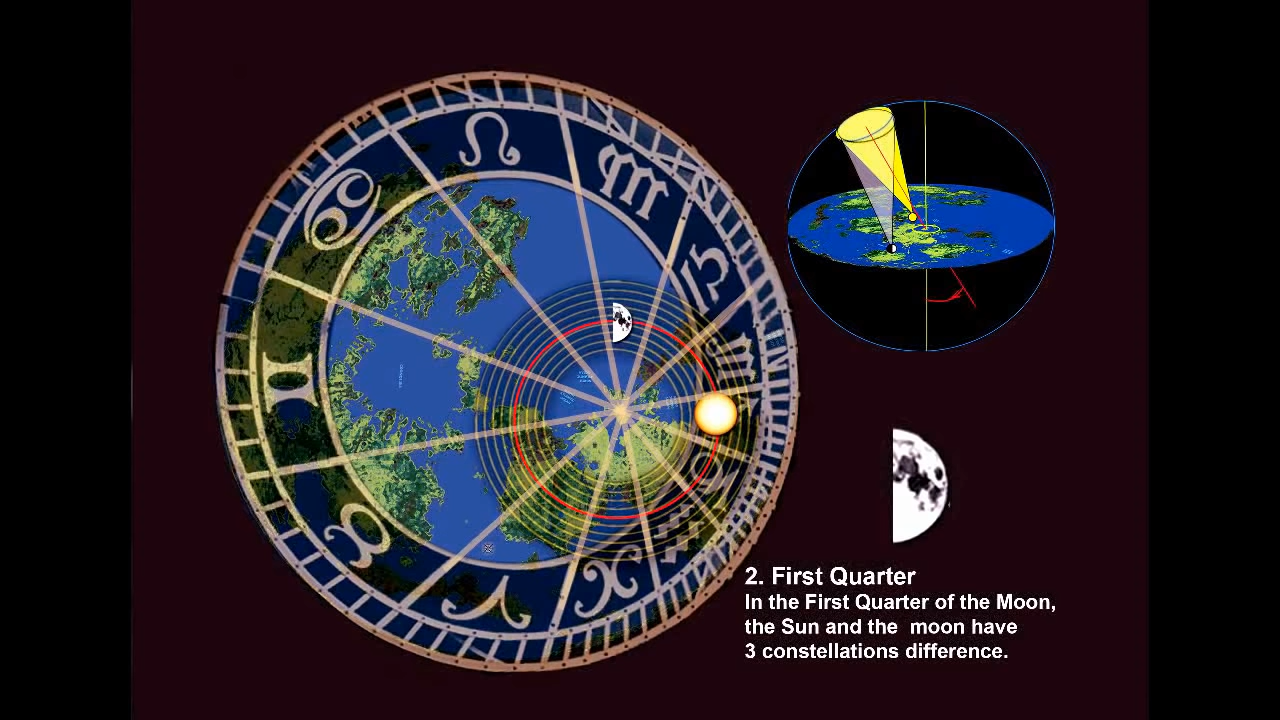 2. First Quarter
In the First Quarter of the Moon,
the Sun and the moon have
3 constellations difference.